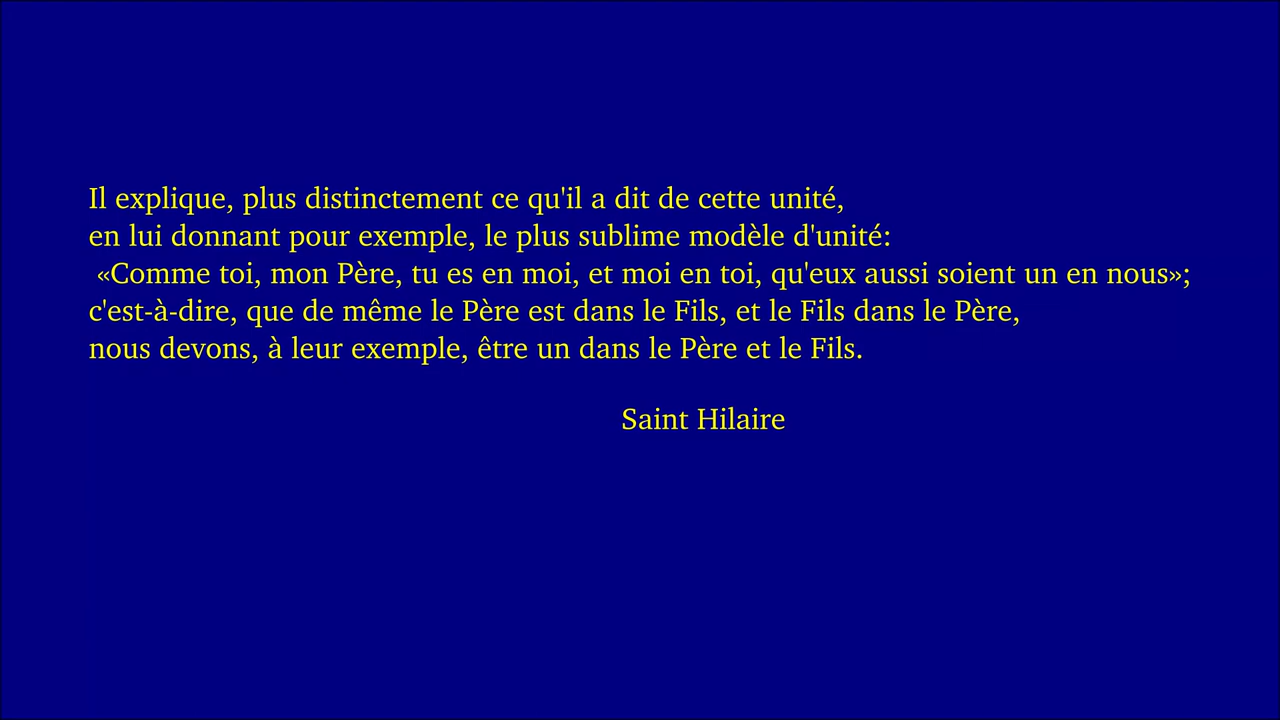 Il explique, plus distinctement ce qu'il a dit de cette unité,
en lui donnant pour exemple, le plus sublime modèle d'unité:
«Comme toi, mon Père, tu es en moi, et moi en toi, qu'eux aussi soient un en nous»;
c'est-à-dire, que de même le Père est dans le Fils, et le Fils dans le Père,
nous devons, à leur exemple, être un dans le Père et le Fils.
Saint Hilaire